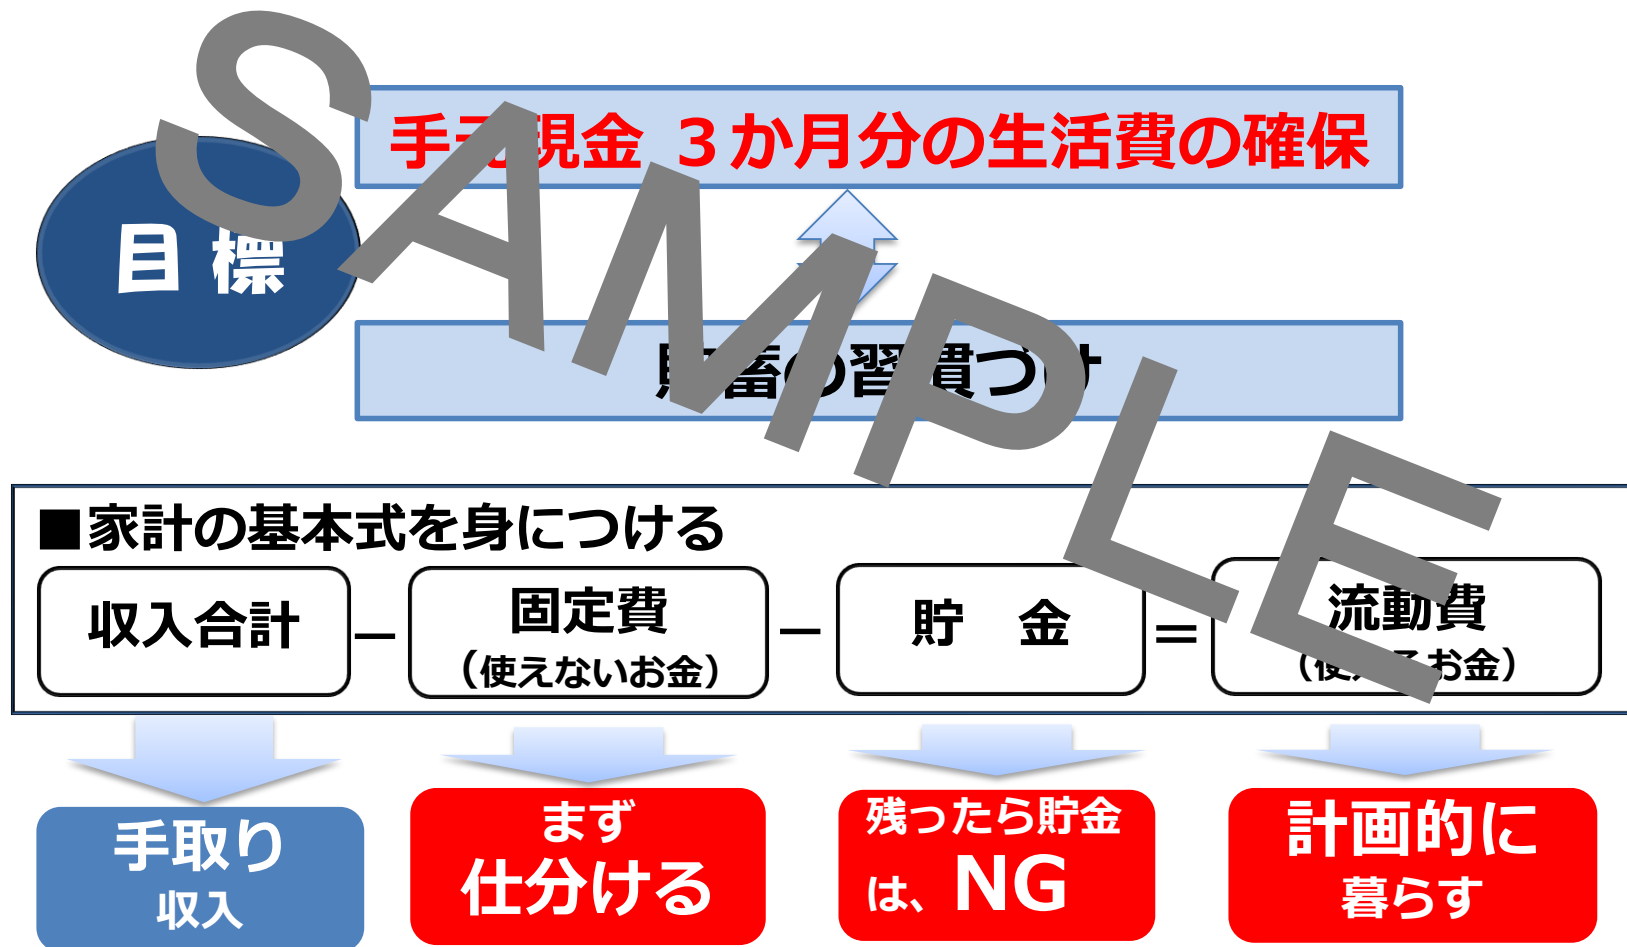 SAMPLE
手元現金 ３か月分の生活費の確保
目標
貯蓄の習慣づけ
■家計の基本式を身につける
収入合計 － 固定費 － 貯　金 ＝ 流動費
（使えないお金） （使えるお金）
手取り
収入
まず
仕分ける
残ったら貯金
は、NG
計画的に
暮らす